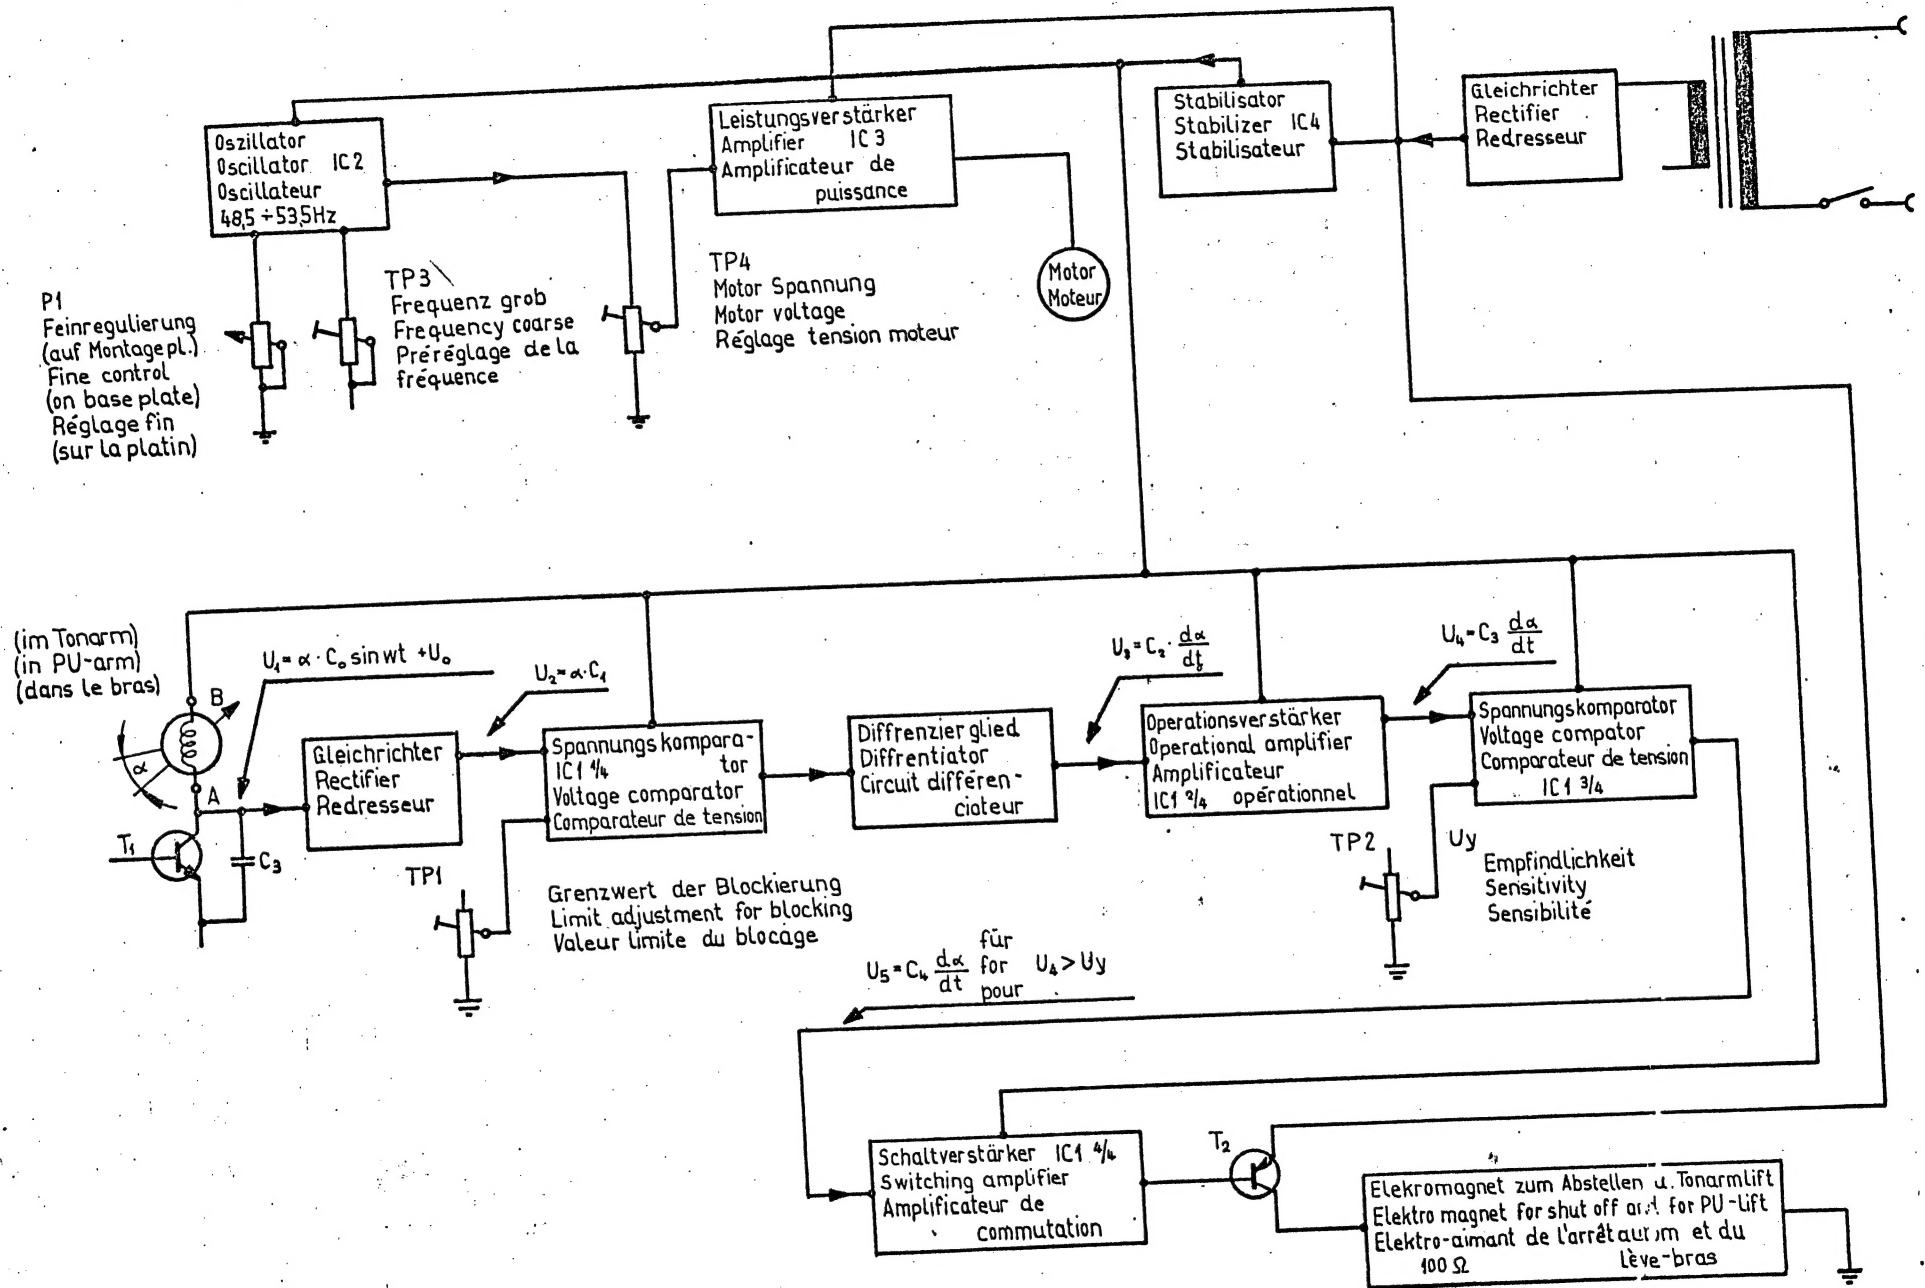 Oszillator
Oscillator IC2
Oscillateur
48,5÷53,5Hz
Leistungsverstärker
Amplifier IC3
Amplificateur de
puissance
Stabilisator
Stabilizer IC4
Stabilisateur
Gleichrichter
Rectifier
Redresseur
P1
Feinregulierung
(auf Montagepl.)
Fine control
(on base plate)
Réglage fin
(sur la platin)
TP3
Frequenz grob
Frequency coarse
Préréglage de la
fréquence
TP4
Motor Spannung
Motor voltage
Réglage tension moteur
Motor
Moteur
(im Tonarm)
(in PU-arm)
(dans le bras)
B
α
A
T1
C3
U1=α·C0 sin wt +U0
U2=α·C1
U3=C2·dα/dt
U4=C3 dα/dt
Gleichrichter
Rectifier
Redresseur
Spannungskompara-
IC1 1/4 tor
Voltage comparator
Comparateur de tension
Diffrenzierglied
Diffrentiator
Circuit différen-
ciateur
Operationsverstärker
Operational amplifier
Amplificateur
IC1 2/4 opérationnel
Spannungskomparator
Voltage compator
Comparateur de tension
IC1 3/4
TP1
Grenzwert der Blockierung
Limit adjustment for blocking
Valeur limite du blocage
TP2
Uy
Empfindlichkeit
Sensitivity
Sensibilité
für
U5=C4 dα/dt for U4>Uy
pour
Schaltverstärker IC1 4/4
Switching amplifier
Amplificateur de
commutation
T2
Elekromagnet zum Abstellen u. Tonarmlift
Elektro magnet for shut off and for PU-lift
Elektro-aimant de l'arrêt autom et du
100 Ω Lève-bras